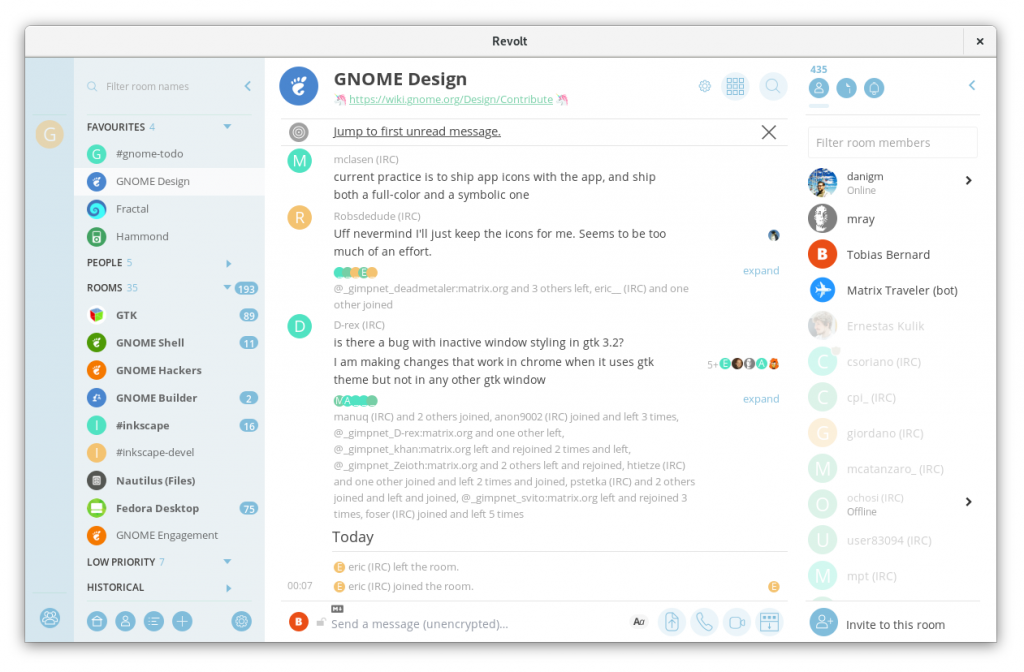 Revolt
G
Filter room names
FAVOURITES 4
G #gnome-todo
GNOME Design
Fractal
Hammond
PEOPLE 5
ROOMS 35 193
GTK 89
GNOME Shell 11
GNOME Hackers
GNOME Builder 2
I #inkscape 16
I #inkscape-devel
Nautilus (Files)
Fedora Desktop 75
GNOME Engagement
LOW PRIORITY 7
HISTORICAL
GNOME Design
https://wiki.gnome.org/Design/Contribute
Jump to first unread message.
M mclasen (IRC)
current practice is to ship app icons with the app, and ship
both a full-color and a symbolic one
R Robsdedude (IRC)
Uff nevermind I'll just keep the icons for me. Seems to be too
much of an effort.
E
expand
@_gimpnet_deadmetaler:matrix.org and 3 others left, eric__ (IRC) and one
other joined
D D-rex (IRC)
is there a bug with inactive window styling in gtk 3.2?
I am making changes that work in chrome when it uses gtk
theme but not in any other gtk window
5+ E F A
M A
expand
manuq (IRC) and 2 others joined, anon9002 (IRC) joined and left 3 times,
@_gimpnet_D-rex:matrix.org and one other left,
@_gimpnet_khan:matrix.org left and rejoined 2 times and left,
@_gimpnet_Zeioth:matrix.org and 2 others left and rejoined, htietze (IRC)
and one other joined and left 2 times and joined, pstetka (IRC) and 2 others
joined and left and joined, @_gimpnet_svito:matrix.org left and rejoined 3
times, foser (IRC) joined and left 5 times
Today
E eric (IRC) left the room.
00:07 E eric (IRC) joined the room. E
M
B Send a message (unencrypted)...
Aa
435
Filter room members
danigm
Online
mray
B Tobias Bernard
Matrix Traveler (bot)
Ernestas Kulik
C csoriano (IRC)
C cpi_ (IRC)
G giordano (IRC)
M mcatanzaro_ (IRC)
O ochosi (IRC)
Offline
U user83094 (IRC)
M mpt (IRC)
Invite to this room